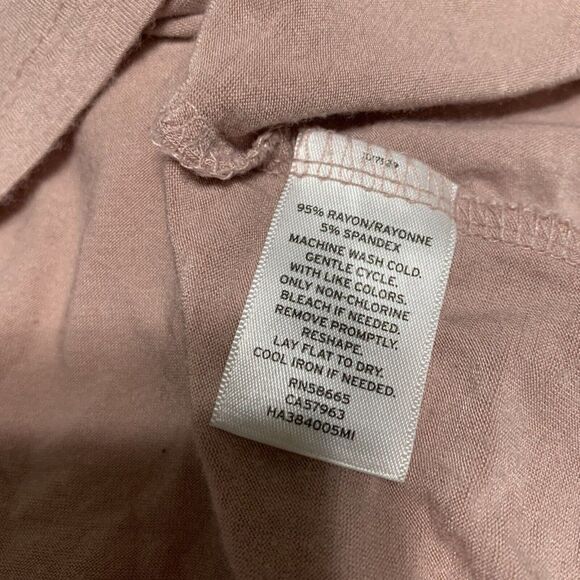 95% RAYON/RAYONNE
5% SPANDEX
MACHINE WASH COLD.
GENTLE CYCLE.
WITH LIKE COLORS.
ONLY NON-CHLORINE
BLEACH IF NEEDED.
REMOVE PROMPTLY.
RESHAPE.
LAY FLAT TO DRY.
COOL IRON IF NEEDED.
RN58665
CA57963
HA384005MI